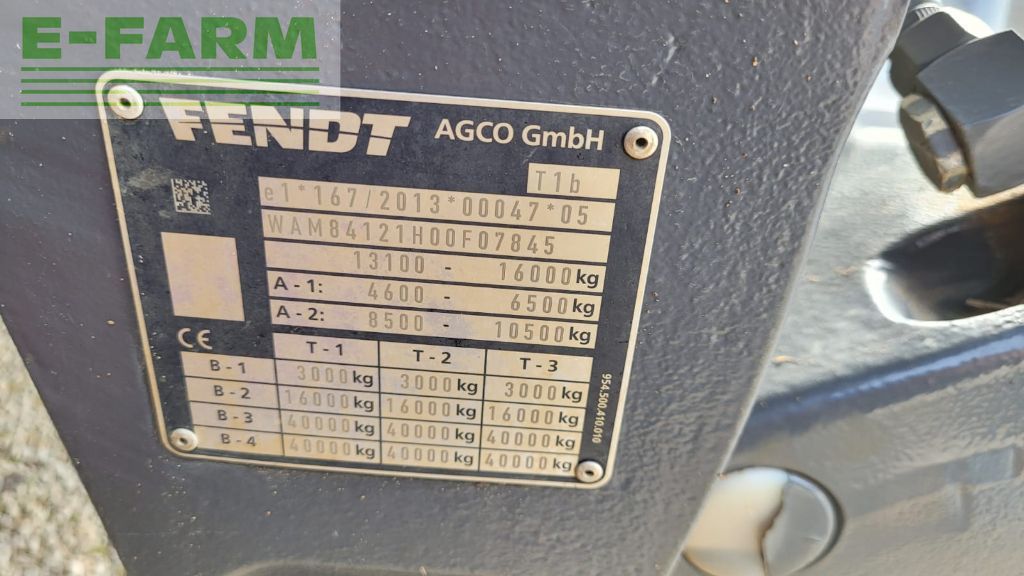 E-FARM
FENDT AGCO GmbH
T1b
e1*167/2013*00047*05
WAM84121H00F07845
13100 - 16000kg
A-1: 4600 - 6500kg
A-2: 8500 - 10500kg
CE
T-1 T-2 T-3
B-1 3000kg 3000kg 3000kg
B-2 16000kg 16000kg 16000kg
B-3 40000kg 40000kg 40000kg
B-4 40000kg 40000kg 40000kg
954.500.410.010